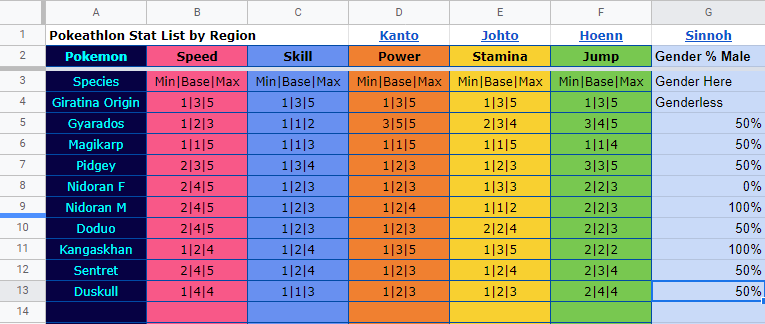 A B C D E F G
1 Pokeathlon Stat List by Region Kanto Johto Hoenn Sinnoh
2 Pokemon Speed Skill Power Stamina Jump Gender % Male
3 Species Min|Base|Max Min|Base|Max Min|Base|Max Min|Base|Max Min|Base|Max Gender Here
4 Giratina Origin 1|3|5 1|3|5 1|3|5 1|3|5 1|3|5 Genderless
5 Gyarados 1|2|3 1|1|2 3|5|5 2|3|4 3|4|5 50%
6 Magikarp 1|1|5 1|1|3 1|1|5 1|1|5 1|1|4 50%
7 Pidgey 2|3|5 1|3|4 1|2|3 1|2|3 3|3|5 50%
8 Nidoran F 2|4|5 1|2|3 1|2|3 1|3|3 2|2|3 0%
9 Nidoran M 2|4|5 1|2|3 1|2|4 1|1|2 2|2|3 100%
10 Doduo 2|4|5 1|2|3 1|2|3 2|2|4 2|2|3 50%
11 Kangaskhan 1|2|4 1|2|4 1|3|5 1|3|5 2|2|2 100%
12 Sentret 2|4|5 1|2|4 1|2|3 1|2|4 2|3|4 50%
13 Duskull 1|4|4 1|1|3 1|2|3 1|2|3 2|4|4 50%
14